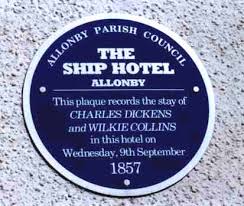 ALLONBY PARISH COUNCIL
THE
SHIP HOTEL
ALLONBY
This plaque records the stay of
CHARLES DICKENS
and WILKIE COLLINS
in this hotel on
Wednesday, 9th September
1857